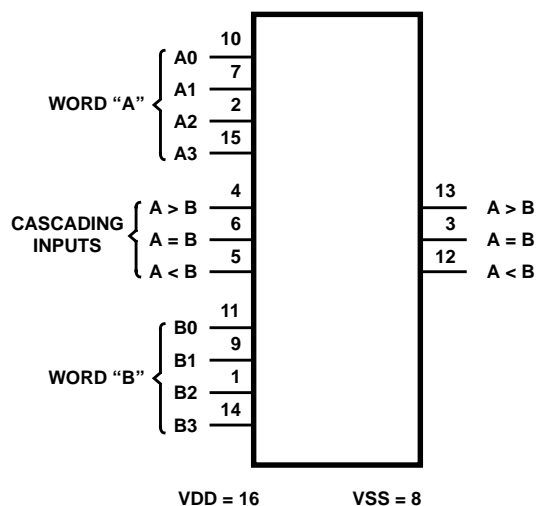 10
A0
7
A1
WORD “A”
2
A2
15
A3
4
A > B
CASCADING
INPUTS
6
A = B
5
A < B
13
A > B
3
A = B
12
A < B
11
B0
9
B1
WORD “B”
1
B2
14
B3
VDD = 16 VSS = 8